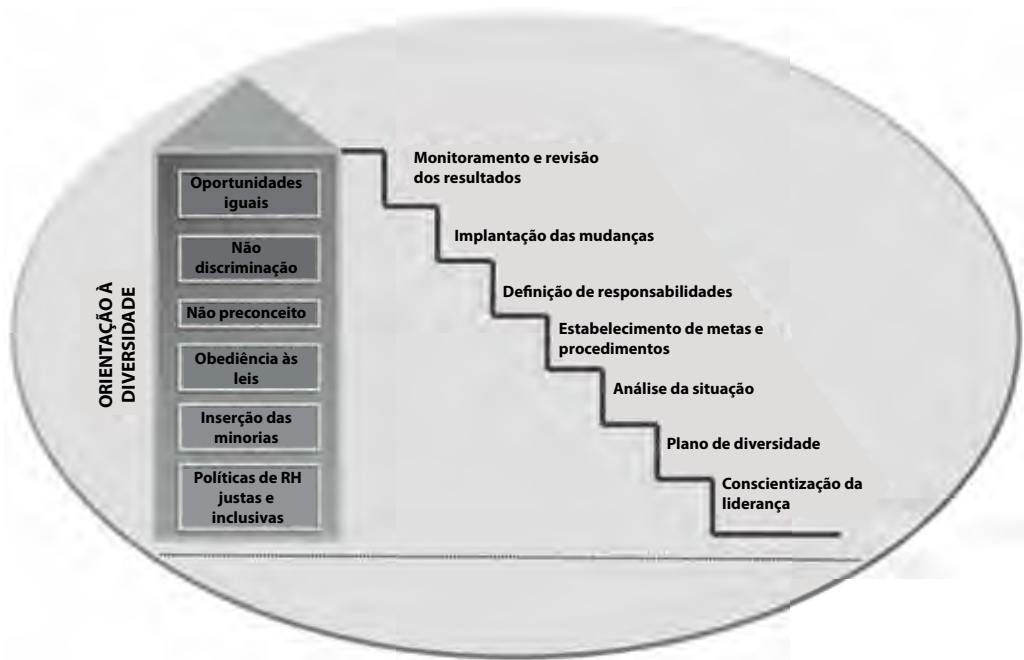 ORIENTAÇÃO À
DIVERSIDADE
Oportunidades
iguais
Não
discriminação
Não preconceito
Obediência às
leis
Inserção das
minorias
Políticas de RH
justas e
inclusivas
Monitoramento e revisão
dos resultados
Implantação das mudanças
Definição de responsabilidades
Estabelecimento de metas e
procedimentos
Análise da situação
Plano de diversidade
Conscientização da
liderança